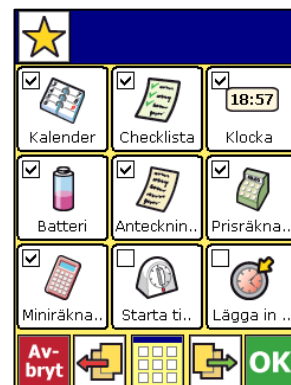 18:57
Kalender
Checklista
Klocka
Batteri
Antecknin..
Prisräkna..
Miniräkna..
Starta ti..
Lägga in ..
Av-
bryt
OK